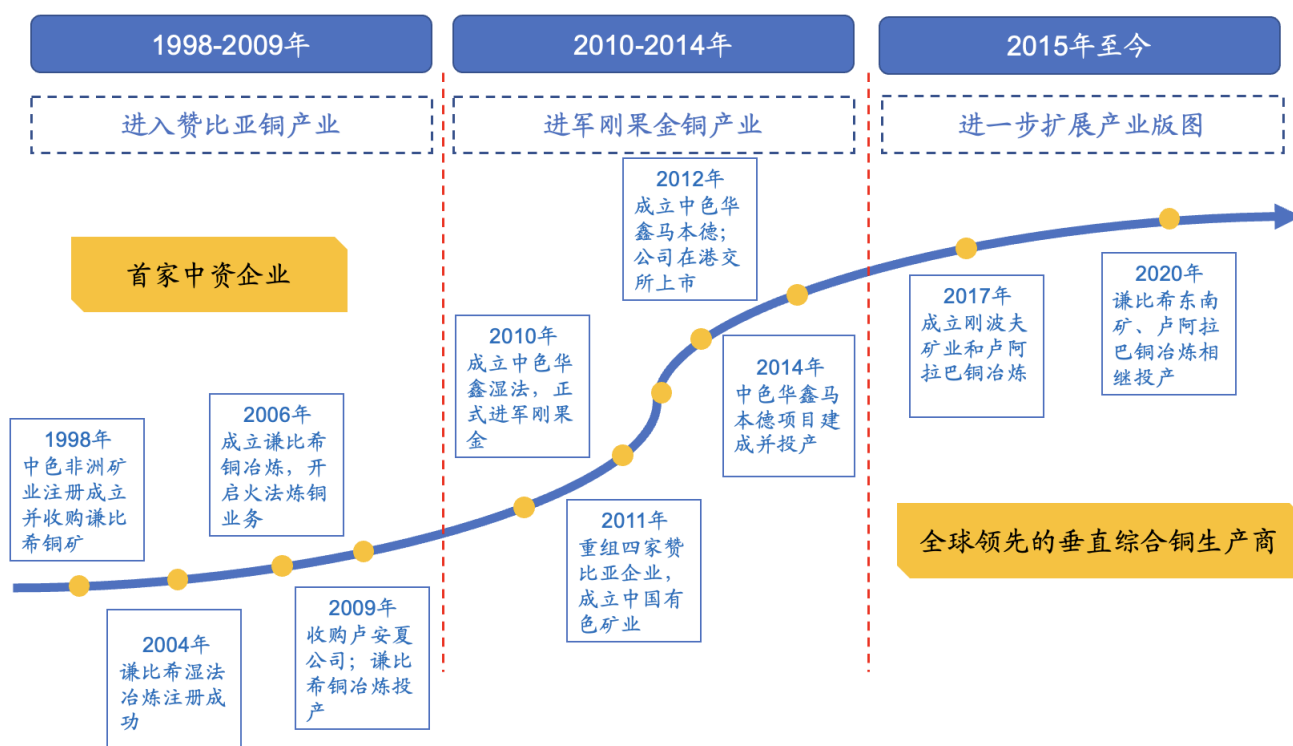 1998-2009年
2010-2014年
2015年至今
进入赞比亚铜产业
进军刚果金铜产业
进一步扩展产业版图
首家中资企业
1998年
中色非洲矿
业注册成立
并收购谦比
希铜矿
2004年
谦比希湿法
冶炼注册成
功
2006年
成立谦比希
铜冶炼，开
启火法炼铜
业务
2009年
收购卢安夏
公司；谦比
希铜冶炼投
产
2010年
成立中色华
鑫湿法，正
式进军刚果
金
2011年
重组四家赞
比亚企业，
成立中国有
色矿业
2012年
成立中色华
鑫马本德；
公司在港交
所上市
2014年
中色华鑫马
本德项目建
成并投产
2017年
成立刚波夫
矿业和卢阿
拉巴铜冶炼
2020年
谦比希东南
矿、卢阿拉
巴铜冶炼相
继投产
全球领先的垂直综合铜生产商